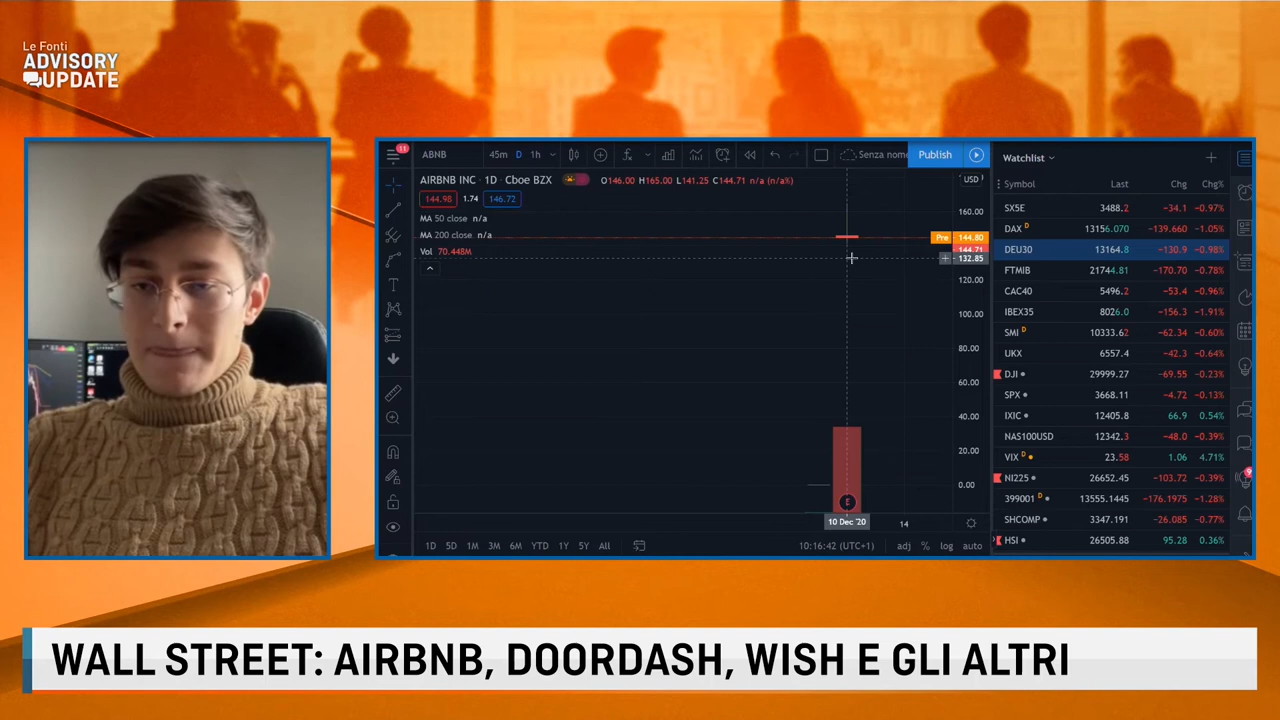 Le Fonti
ADVISORY
UPDATE
11
ABNB
45m D 1h
Senza nome
Publish
AIRBNB INC · 1D · Cboe BZX
O146.00 H165.00 L141.25 C144.71 n/a (n/a%)
USD
144.98 1.74 146.72
MA 50 close n/a
MA 200 close n/a
Vol 70.448M
160.00
Pre 144.80
144.71
132.85
120.00
100.00
80.00
60.00
40.00
20.00
0.00
E
10 Dec '20
14
1D 5D 1M 3M 6M YTD 1Y 5Y All
10:16:42 (UTC+1) adj % log auto
Watchlist
Symbol Last Chg Chg%
SX5E 3488.2 −34.1 −0.97%
DAX D 13156.070 −139.660 −1.05%
DEU30 13164.8 −130.9 −0.98%
FTMIB 21744.81 −170.70 −0.78%
CAC40 5496.2 −53.4 −0.96%
IBEX35 8026.0 −156.3 −1.91%
SMI D 10333.62 −62.34 −0.60%
UKX 6557.4 −42.3 −0.64%
DJI 29999.27 −69.55 −0.23%
SPX 3668.11 −4.72 −0.13%
IXIC 12405.8 66.9 0.54%
NAS100USD 12342.3 −48.0 −0.39%
VIX D 23.58 1.06 4.71%
NI225 26652.45 −103.72 −0.39%
399001 D 13555.1445 −176.1975 −1.28%
SHCOMP 3347.191 −26.085 −0.77%
HSI 26505.88 95.28 0.36%
WALL STREET: AIRBNB, DOORDASH, WISH E GLI ALTRI